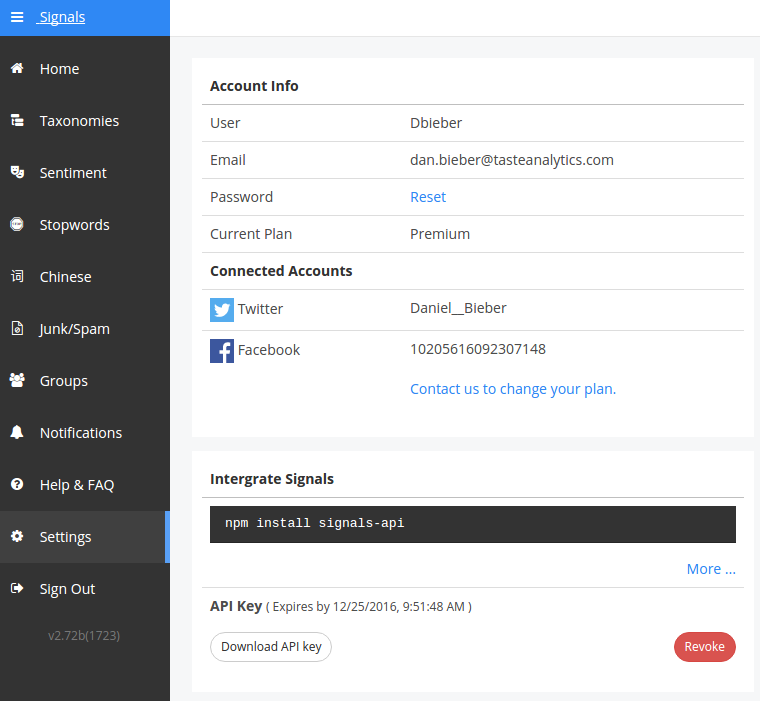 Signals
Home
Taxonomies
Sentiment
Stopwords
词 Chinese
Junk/Spam
Groups
Notifications
Help & FAQ
Settings
Sign Out
v2.72b(1723)
Account Info
User Dbieber
Email dan.bieber@tasteanalytics.com
Password Reset
Current Plan Premium
Connected Accounts
Twitter Daniel__Bieber
Facebook 10205616092307148
Contact us to change your plan.
Intergrate Signals
npm install signals-api
More ...
API Key ( Expires by 12/25/2016, 9:51:48 AM )
Download API key Revoke